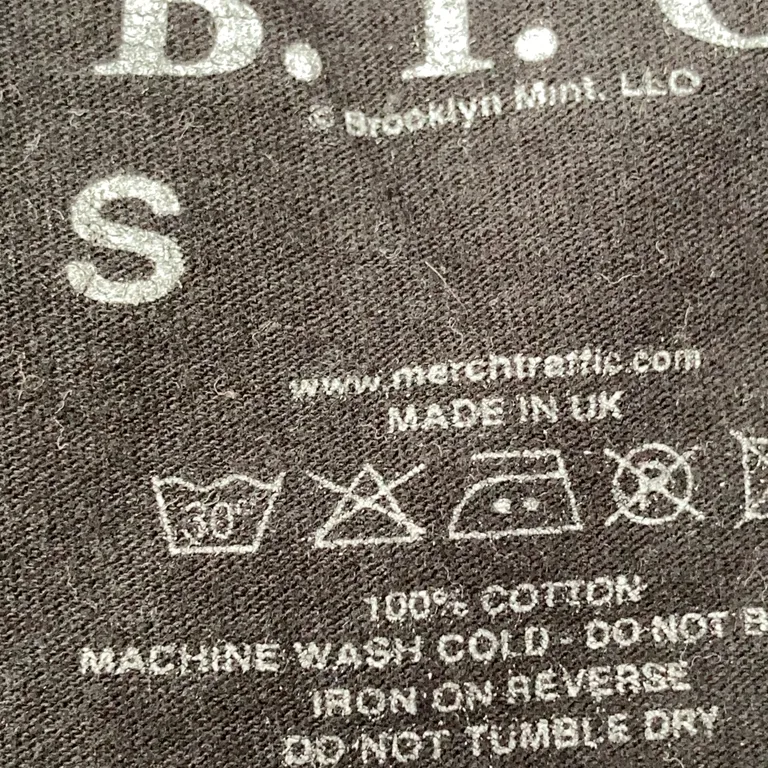 B.I.G
© Brooklyn Mint, LLC
S
www.merchtraffic.com
MADE IN UK
30°
100% COTTON
MACHINE WASH COLD - DO NOT B
IRON ON REVERSE
DO NOT TUMBLE DRY